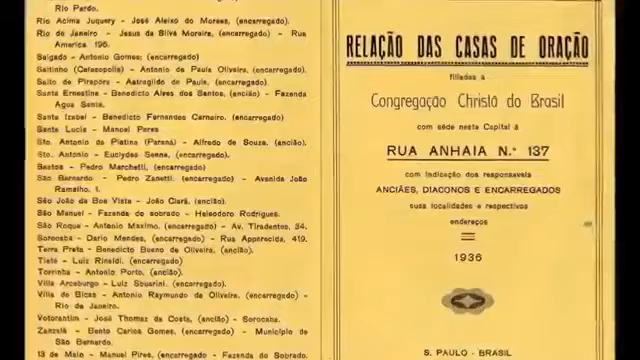 Rio Pardo.
Rio Acima Juquery - José Aleixo do Moraes, (encarregado).
Rio de Janeiro - Jesus da Silva Moreira, (encarregado) - Rua
America 196.
Salgado - Antonio Gomes; (encarregado)
Saltinho (Cafesopolis) - Antonio de Paula Oliveira, (encarregado)
Salto de Pirapóra - Astrogildo de Paula, (encarregado)
Santa Ernestina - Benedicto Alves dos Santos, (ancião) - Fazenda
Agua Santa.
Santa Izabel - Benedicto Fernandes Carneiro. (encarregado)
Santa Lucia - Manoel Peres
Sto. Antonio da Platina (Paraná) - Alfredo de Souza, (ancião).
Sto. Antonio - Euclydes Senne, (encarregado).
Santos - Pedro Marchetti, (encarregado)
São Bernardo - Pedro Zanetti. (encarregado) - Avenida João
Ramalho, 1.
São João da Boa Vista - João Clará, (ancião).
São Manuel - Fazenda do sobrado - Heleodoro Rodrigues.
São Roque - Antonio Maximo, (encarregado) - Av. Tiradentes, 34.
Sorocaba - Dario Mendes, (encarregado) - Rua Apparecida, 419.
Terra Preta - Benedicto Bueno de Oliveira, (ancião).
Tieté - Luiz Rinaldi. (encarregado)
Torrinha - Antonio Porto, (ancião).
Villa Arceburgo - Luiz Sbuarini. (encarregado).
Villa de Bicas - Antonio Raymundo de Oliveira, (encarregado) -
Rio de Janeiro.
Votorantim - José Thomaz da Costa, (ancião) - Sorocaba.
Zanzalá - Bento Carlos Gomes, (encarregado) - Municipio de
São Bernardo.
13 de Maio - Manuel Pires, (encarregado) - Fazenda do Sobrado.
RELAÇÃO DAS CASAS DE ORAÇÃO
filiadas á
Congregação Christã do Brasil
com séde nesta Capital á
RUA ANHAIA N.° 137
com indicação dos responsaveis
ANCIÃES, DIACONOS E ENCARREGADOS
suas localidades e respectivos
endereços
1936
S. PAULO - BRASIL